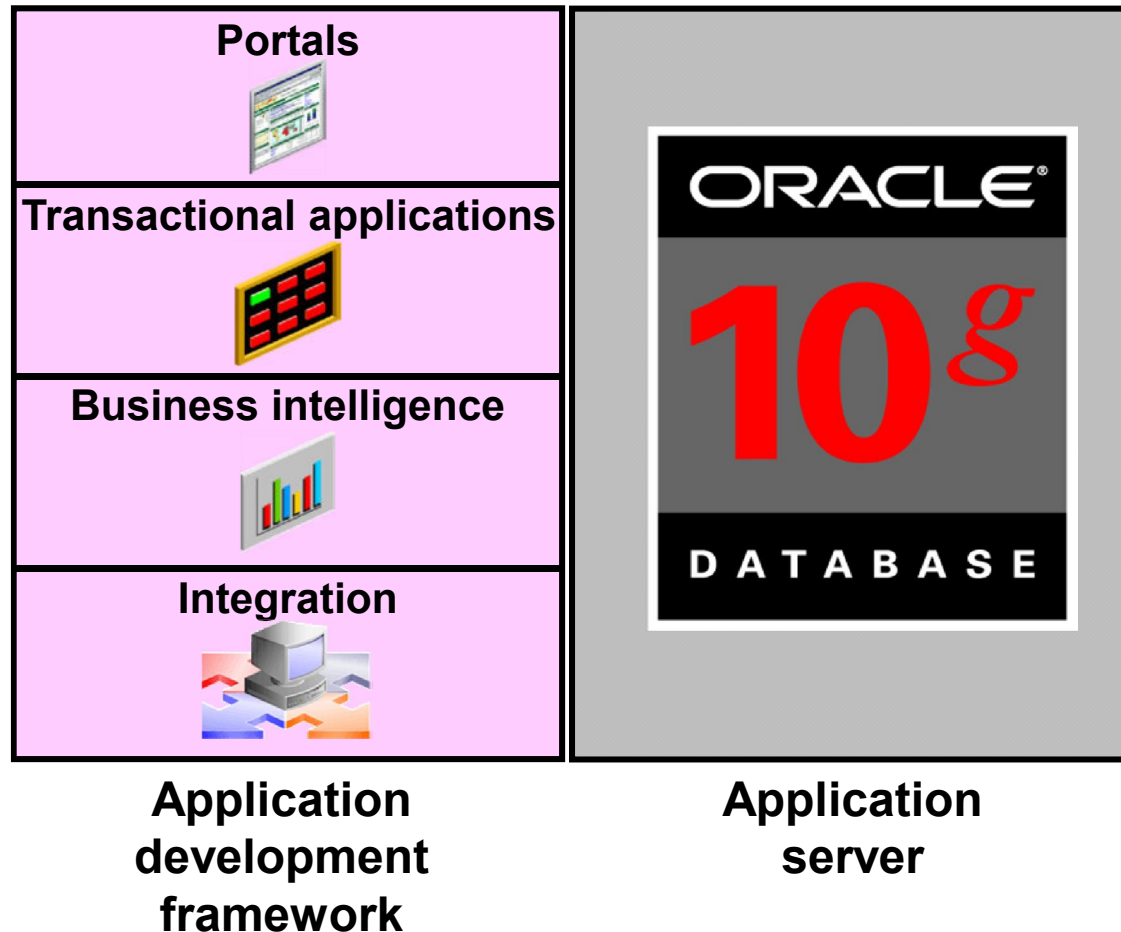 Portals
Transactional applications
Business intelligence
Integration
Application
development
framework
ORACLE®
10g
DATABASE
Application
server